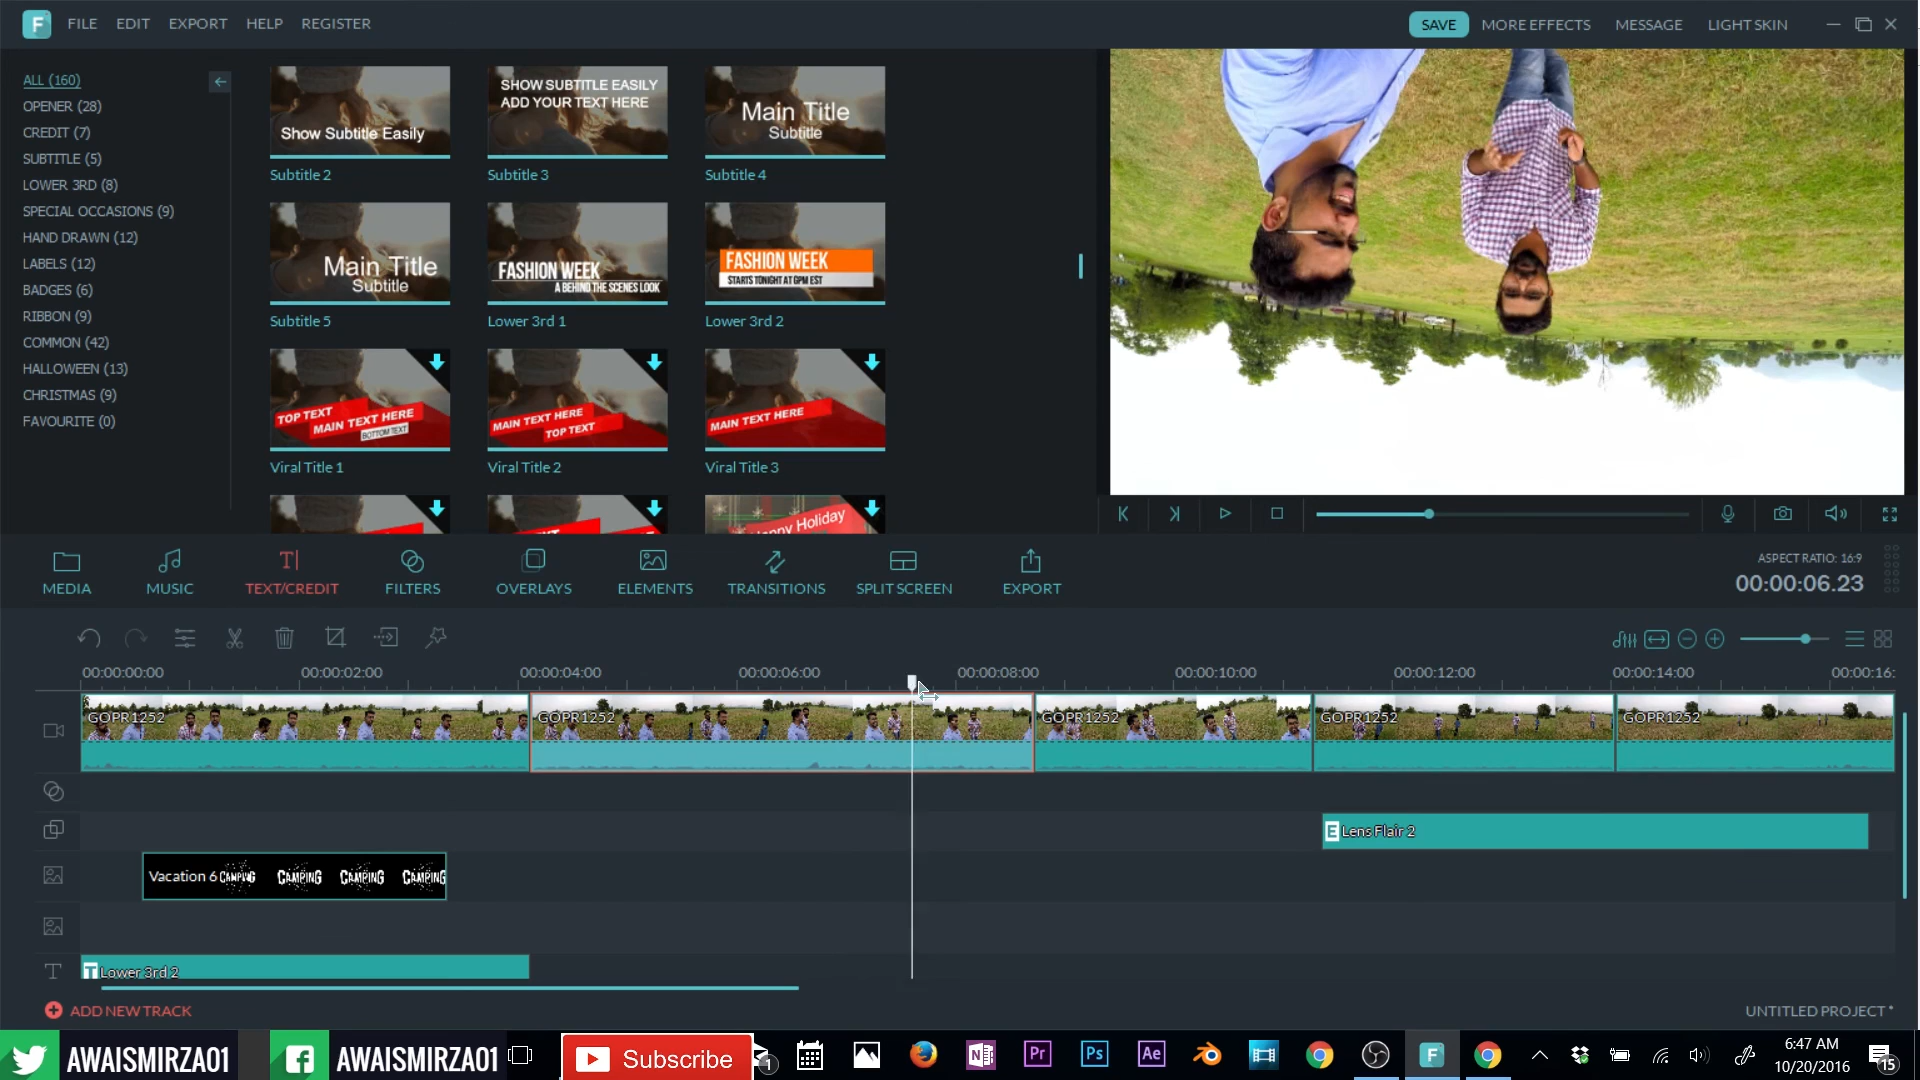 F FILE EDIT EXPORT HELP REGISTER
SAVE MORE EFFECTS MESSAGE LIGHT SKIN
ALL (160)
OPENER (28)
CREDIT (7)
SUBTITLE (5)
LOWER 3RD (8)
SPECIAL OCCASIONS (9)
HAND DRAWN (12)
LABELS (12)
BADGES (6)
RIBBON (9)
COMMON (42)
HALLOWEEN (13)
CHRISTMAS (9)
FAVOURITE (0)
Show Subtitle Easily
SHOW SUBTITLE EASILY
ADD YOUR TEXT HERE
Main Title
Subtitle
Subtitle 2
Subtitle 3
Subtitle 4
Main Title
Subtitle
FASHION WEEK
A BEHIND THE SCENES LOOK
FASHION WEEK
STARTS TONIGHT AT 6PM EST
Subtitle 5
Lower 3rd 1
Lower 3rd 2
TOP TEXT
MAIN TEXT HERE
BOTTOM TEXT
MAIN TEXT HERE
TOP TEXT
MAIN TEXT HERE
Viral Title 1
Viral Title 2
Viral Title 3
Happy Holiday
MEDIA
MUSIC
TEXT/CREDIT
FILTERS
OVERLAYS
ELEMENTS
TRANSITIONS
SPLIT SCREEN
EXPORT
ASPECT RATIO: 16:9
00:00:06.23
00:00:00:00 00:00:02:00 00:00:04:00 00:00:06:00 00:00:08:00 00:00:10:00 00:00:12:00 00:00:14:00 00:00:16:
GOPR1252 GOPR1252 GOPR1252 GOPR1252 GOPR1252
E Lens Flair 2
Vacation 6 CAMPING CAMPING CAMPING CAMPING
T T Lower 3rd 2
ADD NEW TRACK
UNTITLED PROJECT *
AWAISMIRZA01
AWAISMIRZA01
Subscribe
1
N
Pr
Ps
Ae
F
6:47 AM
10/20/2016
15